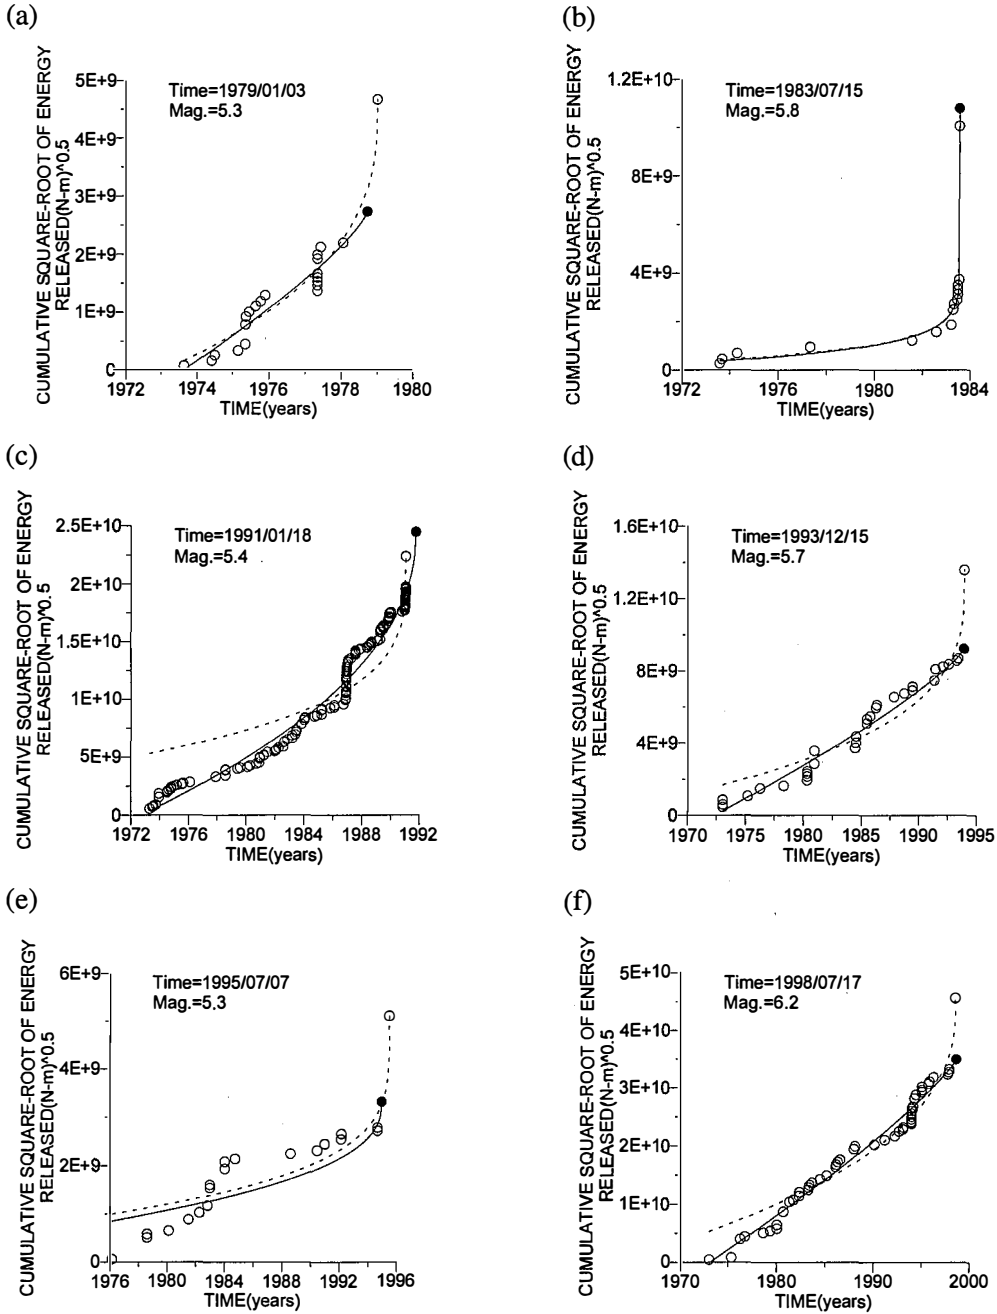 (a)
CUMULATIVE SQUARE-ROOT OF ENERGY
RELEASED(N-m)^0.5
5E+9
4E+9
3E+9
2E+9
1E+9
0
Time=1979/01/03
Mag.=5.3
1972 1974 1976 1978 1980
TIME(years)
(b)
CUMULATIVE SQUARE-ROOT OF ENERGY
RELEASED(N-m)^0.5
1.2E+10
8E+9
4E+9
0
Time=1983/07/15
Mag.=5.8
1972 1976 1980 1984
TIME(years)
(c)
CUMULATIVE SQUARE-ROOT OF ENERGY
RELEASED(N-m)^0.5
2.5E+10
2E+10
1.5E+10
1E+10
5E+9
0
Time=1991/01/18
Mag.=5.4
1972 1976 1980 1984 1988 1992
TIME(years)
(d)
CUMULATIVE SQUARE-ROOT OF ENERGY
RELEASED(N-m)^0.5
1.6E+10
1.2E+10
8E+9
4E+9
0
Time=1993/12/15
Mag.=5.7
1970 1975 1980 1985 1990 1995
TIME(years)
(e)
CUMULATIVE SQUARE-ROOT OF ENERGY
RELEASED(N-m)^0.5
6E+9
4E+9
2E+9
0
Time=1995/07/07
Mag.=5.3
1976 1980 1984 1988 1992 1996
TIME(years)
(f)
CUMULATIVE SQUARE-ROOT OF ENERGY
RELEASED(N-m)^0.5
5E+10
4E+10
3E+10
2E+10
1E+10
0
Time=1998/07/17
Mag.=6.2
1970 1980 1990 2000
TIME(years)